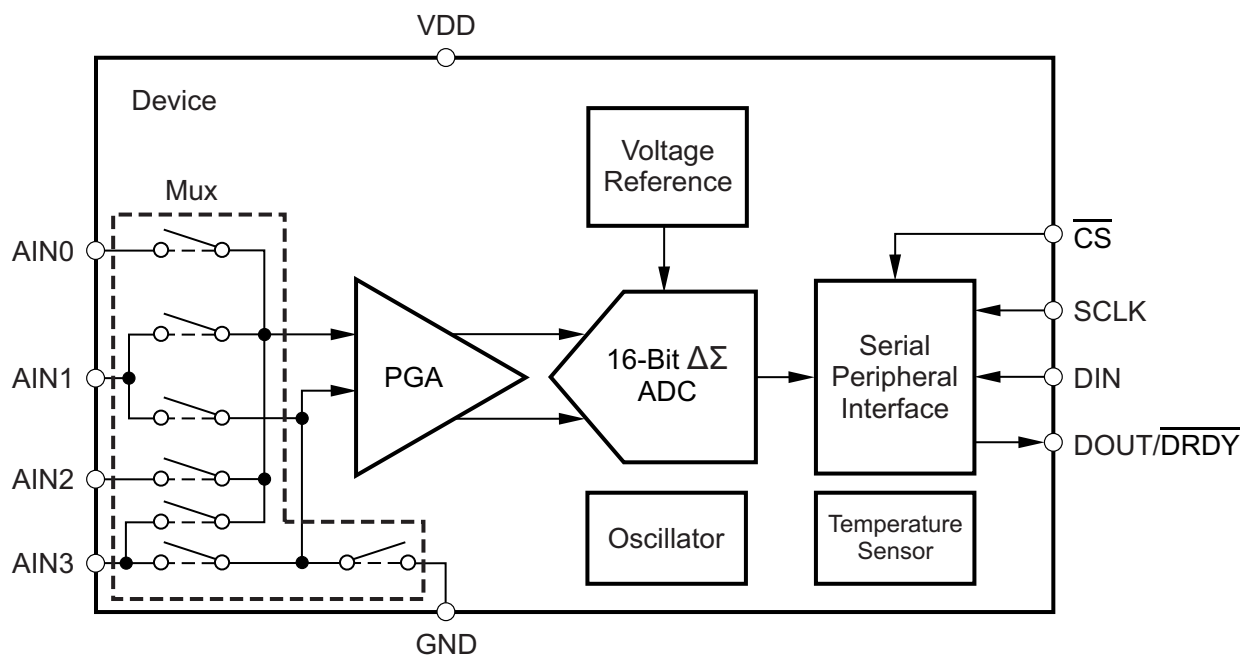 VDD
Device
Voltage
Reference
Mux
AIN0
CS
SCLK
AIN1
PGA
16-Bit ΔΣ
ADC
Serial
Peripheral
Interface
DIN
DOUT/DRDY
AIN2
AIN3
Oscillator
Temperature
Sensor
GND